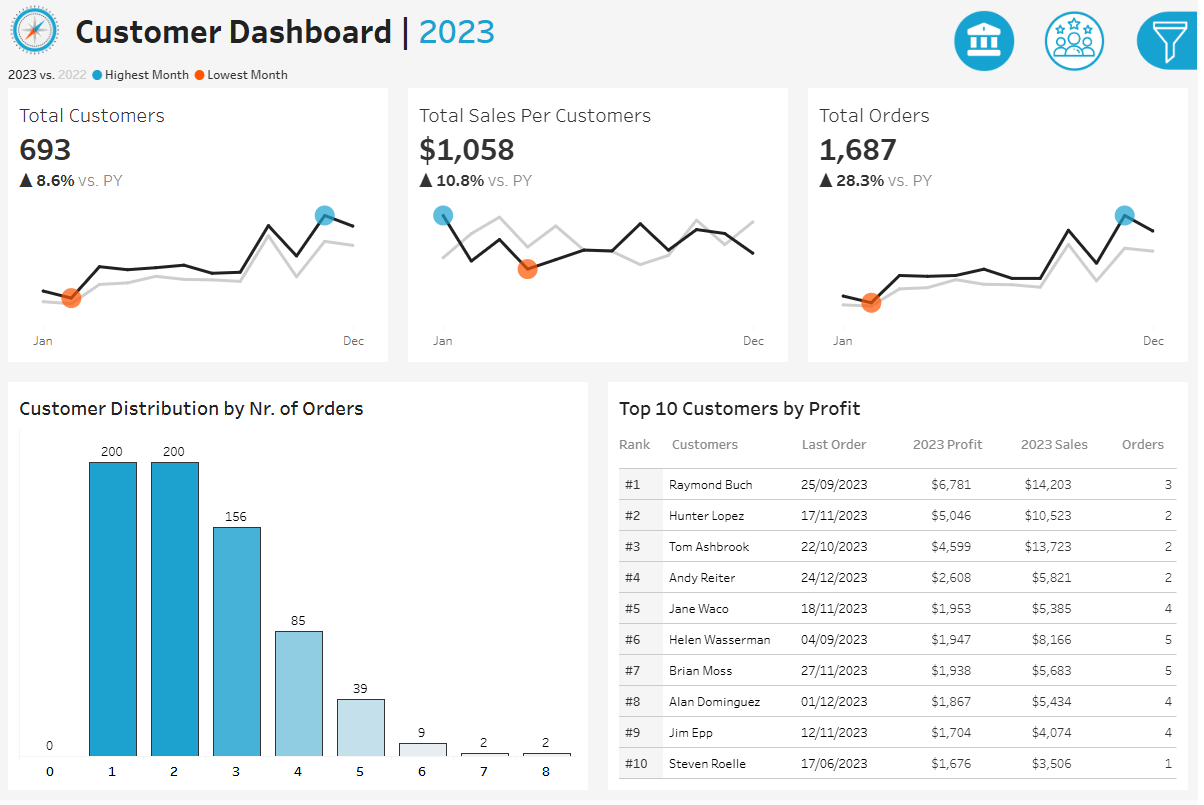 Customer Dashboard | 2023
2023 vs. 2022 Highest Month Lowest Month
Total Customers
693
▲ 8.6% vs. PY
Jan Dec
Total Sales Per Customers
$1,058
▲ 10.8% vs. PY
Jan Dec
Total Orders
1,687
▲ 28.3% vs. PY
Jan Dec
Customer Distribution by Nr. of Orders
0 200 200 156 85 39 9 2 2
0 1 2 3 4 5 6 7 8
Top 10 Customers by Profit
Rank Customers Last Order 2023 Profit 2023 Sales Orders
#1 Raymond Buch 25/09/2023 $6,781 $14,203 3
#2 Hunter Lopez 17/11/2023 $5,046 $10,523 2
#3 Tom Ashbrook 22/10/2023 $4,599 $13,723 2
#4 Andy Reiter 24/12/2023 $2,608 $5,821 2
#5 Jane Waco 18/11/2023 $1,953 $5,385 4
#6 Helen Wasserman 04/09/2023 $1,947 $8,166 5
#7 Brian Moss 27/11/2023 $1,938 $5,683 5
#8 Alan Dominguez 01/12/2023 $1,867 $5,434 4
#9 Jim Epp 12/11/2023 $1,704 $4,074 4
#10 Steven Roelle 17/06/2023 $1,676 $3,506 1